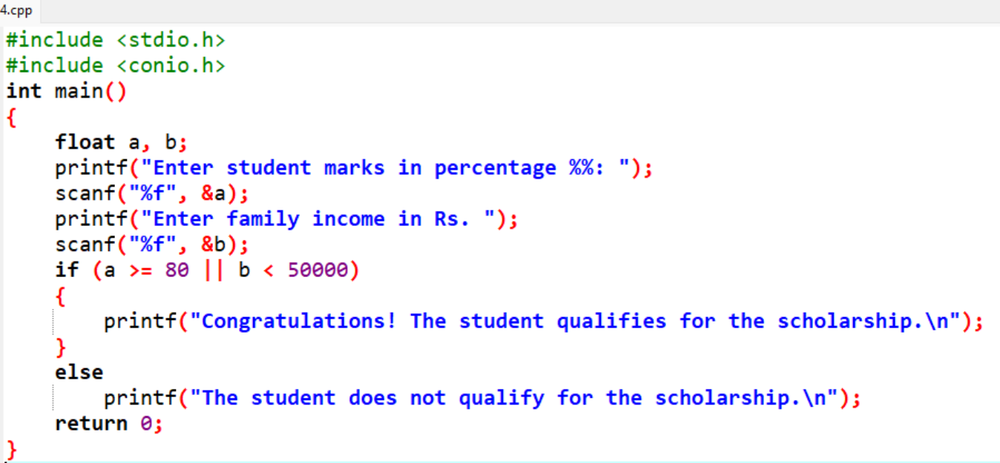 4.cpp
#include <stdio.h>
#include <conio.h>
int main()
{
    float a, b;
    printf("Enter student marks in percentage %%: ");
    scanf("%f", &a);
    printf("Enter family income in Rs. ");
    scanf("%f", &b);
    if (a >= 80 || b < 50000)
    {
        printf("Congratulations! The student qualifies for the scholarship.\n");
    }
    else
        printf("The student does not qualify for the scholarship.\n");
    return 0;
}